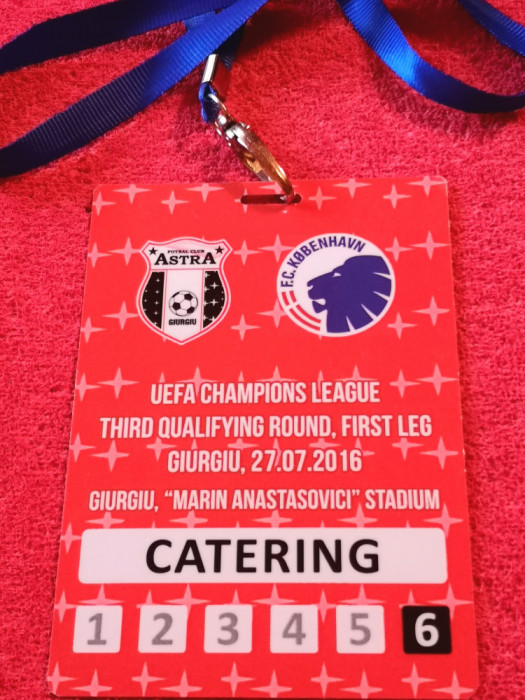 FOTBAL CLUB
ASTRA
GIURGIU
F.C. KØBENHAVN
UEFA CHAMPIONS LEAGUE
THIRD QUALIFYING ROUND, FIRST LEG
GIURGIU, 27.07.2016
GIURGIU, “MARIN ANASTASOVICI” STADIUM
CATERING
1 2 3 4 5 6